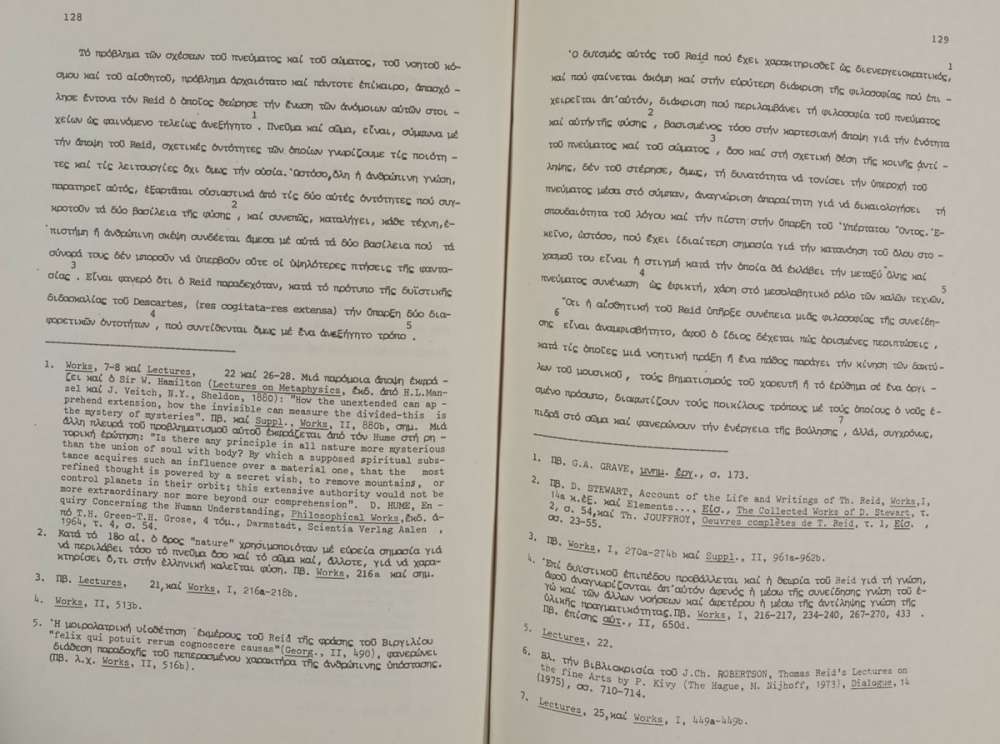 128
Τό πρόβλημα τῶν σχέσεων τοῦ πνεύματος καί τοῦ σώματος, τοῦ νοητοῦ κό-
σμου καί τοῦ αἰσθητοῦ, πρόβλημα ἀρχαιότατο καί πάντοτε ἐπίκαιρο, ἀπασχό -
λησε ἔντονα τόν Reid ὁ ὁποῖος θεώρησε τήν ἕνωση τῶν ἀνόμοιων αὐτῶν στοι -
χείων ὡς φαινόμενο τελείως ἀνεξήγητο 1. Πνεῦμα καί σῶμα, εἶναι, σύμφωνα μέ
τήν ἄποψη τοῦ Reid, σχετικές ὀντότητες τῶν ὁποίων γνωρίζουμε τίς ποιότη -
τες καί τίς λειτουργίες ὄχι ὅμως τήν οὐσία. Ὡστόσο,ὅλη ἡ ἀνθρώπινη γνώση,
παρατηρεῖ αὐτός, ἐξαρτᾶται οὐσιαστικά ἀπό τίς δύο αὐτές ὀντότητες πού συγ-
κροτοῦν τά δύο βασίλεια τῆς φύσης 2, καί συνεπῶς, καταλήγει, κάθε τέχνη,ἐ-
πιστήμη ἤ ἀνθρώπινη σκέψη συνδέεται ἄμεσα μέ αὐτά τά δύο βασίλεια πού τά
σύνορά τους δέν μποροῦν νά ὑπερβοῦν οὔτε οἱ ὑψηλότερες πτήσεις τῆς φαντα-
σίας 3. Εἶναι φανερό ὅτι ὁ Reid παραδεχόταν, κατά τό πρότυπο τῆς δυϊστικῆς
διδασκαλίας τοῦ Descartes, (res cogitata-res extensa) τήν ὕπαρξη δύο δια-
φορετικῶν ὀντοτήτων 4, πού συντίθενται ὅμως μέ ἕνα ἀνεξήγητο τρόπο 5.
1. Works, 7-8 καί Lectures, 22 καί 26-28. Μιά παρόμοια ἄποψη ἐκφρά -
ζει καί ὁ Sir W. Hamilton (Lectures on Metaphysics, ἔκδ. ἀπό H.L.Man-
sel καί J. Veitch, N.Y., Sheldon, 1880): "How the unextended can ap -
prehend extension, how the invisible can measure the divided-this is
the mystery of mysteries". Πβ. καί Suppl., Works, II, 880b, σημ. Μιά
ἄλλη πλευρά τοῦ προβληματισμοῦ αὐτοῦ ἐκφράζεται ἀπό τόν Hume στή ρη -
τορική ἐρώτηση: "Is there any principle in all nature more mysterious
than the union of soul with body? By which a supposed spiritual subs-
tance acquires such an influence over a material one, that the most
refined thought is powered by a secret wish, to remove mountains, or
control planets in their orbit; this extensive authority would not be
more extraordinary nor more beyond our comprehension". D. HUME, En -
quiry Concerning the Human Understanding, Philosophical Works,ἔκδ. ἀ-
πό T.H. Green-T.H. Grose, 4 τόμ., Darmstadt, Scientia Verlag Aalen ,
1964, τ. 4, σ. 54.
2. Κατά τό 18ο αἰ. ὁ ὅρος "nature" χρησιμοποιόταν μέ εὐρεία σημασία γιά
νά περιλάβει τόσο τό πνεῦμα ὅσο καί τό σῶμα καί, ἄλλοτε, γιά νά χαρα-
κτηρίσει ὅ,τι στήν ἑλληνική καλεῖται φύση. Πβ. Works, 216a καί σημ.
3. Πβ. Lectures, 21,καί Works, I, 216a-218b.
4. Works, II, 513b.
5. Ἡ μοιρολατρική υἱοθέτηση ἐκμέρους τοῦ Reid τῆς φράσης τοῦ Βιργιλίου
"felix qui potuit rerum cognoscere causas"(Georg., II, 490), φανερώνει
διάθεση παραδοχῆς τοῦ πεπερασμένου χαρακτήρα τῆς ἀνθρώπινης ὑπόστασης.
(Πβ. λ.χ. Works, II, 516b).
129
Ὁ δυϊσμός αὐτός τοῦ Reid πού ἔχει χαρακτηρισθεῖ ὡς διενεργειοκρατικός, 1
καί πού φαίνεται ἀκόμη καί στήν εὐρύτερη διάκριση τῆς φιλοσοφίας πού ἐπι -
χειρεῖται ἀπ'αὐτόν, διάκριση πού περιλαμβάνει τή φιλοσοφία τοῦ πνεύματος
καί αὐτήν τῆς φύσης 2, βασισμένος τόσο στήν καρτεσιανή ἄποψη γιά τήν ἑνότητα
τοῦ πνεύματος καί τοῦ σώματος 3, ὅσο καί στή σχετική θέση τῆς κοινῆς ἀντί -
ληψης, δέν τοῦ στέρησε, ὅμως, τή δυνατότητα νά τονίσει τήν ὑπεροχή τοῦ
πνεύματος μέσα στό σύμπαν, ἀναγνώριση ἀπαραίτητη γιά νά δικαιολογήσει τή
σπουδαιότητα τοῦ λόγου καί τήν πίστη στήν ὕπαρξη τοῦ Ὑπέρτατου Ὄντος. Ἐ-
κεῖνο, ὡστόσο, πού ἔχει ἰδιαίτερη σημασία γιά τήν κατανόηση τοῦ ὅλου στο -
χασμοῦ του εἶναι ἡ στιγμή κατά τήν ὁποία θά ἐκλάβει τήν μεταξύ ὕλης καί
πνεύματος συνένωση 4 ὡς ἐφικτή, χάρη στό μεσολαβητικό ρόλο τῶν καλῶν τεχνῶν. 5
Ὅτι ἡ αἰσθητική τοῦ Reid ὑπῆρξε συνέπεια μιᾶς φιλοσοφίας τῆς συνείδη-
σης 6 εἶναι ἀναμφισβήτητο, ἀφοῦ ὁ ἴδιος δέχεται πώς ὁρισμένες περιπτώσεις ,
κατά τίς ὁποῖες μιά νοητική πράξη ἤ ἕνα πάθος παράγει τήν κίνηση τῶν δακτύ-
λων τοῦ μουσικοῦ, τούς βηματισμούς τοῦ χορευτῆ ἤ τό ἐρύθημα σέ ἕνα ὀργι -
σμένο πρόσωπο, διαφωτίζουν τούς ποικίλους τρόπους μέ τούς ὁποίους ὁ νοῦς ἐ-
πιδρᾶ στό σῶμα καί φανερώνουν τήν ἐνέργεια τῆς βούλησης 7, ἀλλά, συγχρόνως,
1. Πβ. G.A. GRAVE, μνημ. ἔργ., σ. 173.
2. Πβ. D. STEWART, Account of the Life and Writings of Th. Reid, Works,I,
14a κ.ἑξ. καί Elements..., Εἰσ., The Collected Works of D. Stewart, τ.
2, σ. 54,καί Th. JOUFFROY, Oeuvres complètes de T. Reid, τ. 1, Εἰσ. ,
σσ. 23-55.
3. Πβ. Works, I, 270a-274b καί Suppl., II, 961a-962b.
4. Ἐπί δυϊστικοῦ ἐπιπέδου προβάλλεται καί ἡ θεωρία τοῦ Reid γιά τή γνώση,
ἀφοῦ ἀναγνωρίζονται ἀπ'αὐτόν ἀφενός ἡ μέσω τῆς συνείδησης γνώση τοῦ ἐ-
γώ καί τῶν ἄλλων νοήσεων καί ἀφετέρου ἡ μέσω τῆς ἀντίληψης γνώση τῆς
ὑλικῆς πραγματικότητας.Πβ. Works, I, 216-217, 234-240, 267-270, 433 .
Πβ. ἐπίσης αὐτ., II, 650d.
5. Lectures, 22.
6. Βλ. τήν βιβλιοκρισία τοῦ J.Ch. ROBERTSON, Thomas Reid's Lectures on
the fine Arts by P. Kivy (The Hague, M. Nijhoff, 1973), Dialogue, 14
(1975), σσ. 710-714.
7. Lectures, 25,καί Works, I, 449a-449b.